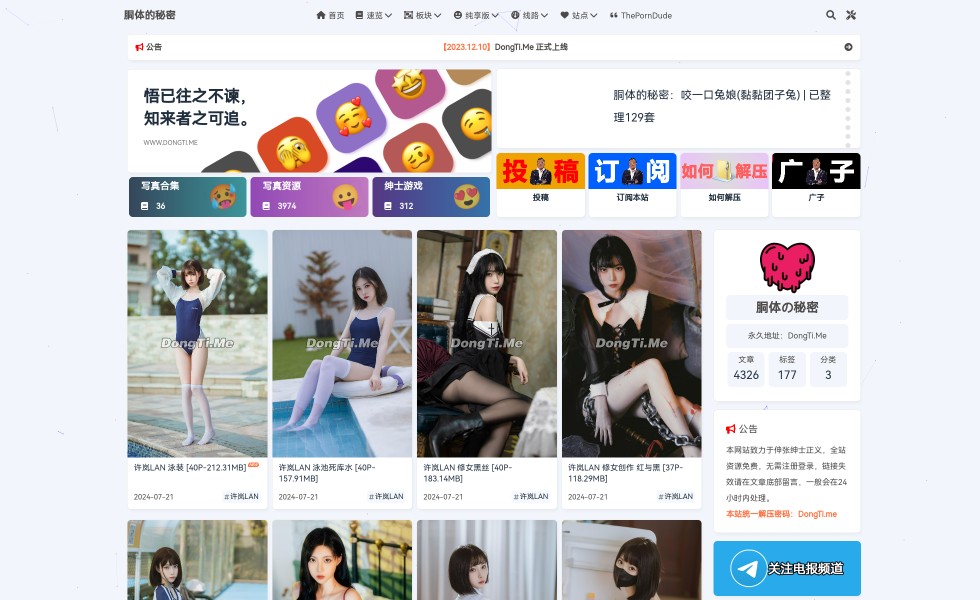 胴体的秘密
首页 速览 板块 纯享版 线路 站点 ThePornDude
公告
【2023.12.10】DongTi.Me 正式上线
悟已往之不谏，
知来者之可追。
WWW.DONGTI.ME
胴体的秘密：咬一口兔娘(黏黏团子兔) | 已整
理129套
投稿 订阅 如何解压 广子
投稿 订阅本站 如何解压 广子
写真合集 写真资源 绅士游戏
36 3974 312
DongTi.Me DongTi.Me DongTi.Me DongTi.Me
许岚LAN 泳装 [40P-212.31MB]
2024-07-21 #许岚LAN
许岚LAN 泳池死库水 [40P-
157.91MB]
2024-07-21 #许岚LAN
许岚LAN 修女黑丝 [40P-
183.14MB]
2024-07-21 #许岚LAN
许岚LAN 修女创作 红与黑 [37P-
118.29MB]
2024-07-21 #许岚LAN
胴体の秘密
永久地址：DongTi.Me
文章 标签 分类
4326 177 3
公告
本网站致力于伸张绅士正义，全站
资源免费，无需注册登录，链接失
效请在文章底部留言，一般会在24
小时内处理。
本站统一解压密码：DongTi.me
关注电报频道